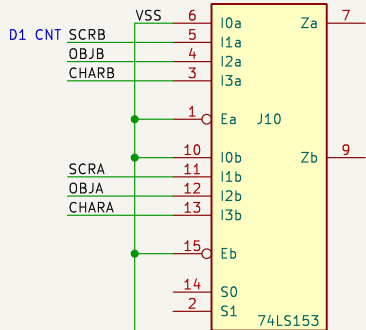 VSS 6 I0a Za 7
D1 CNT SCRB 5 I1a
OBJB 4 I2a
CHARB 3 I3a
1 Ea J10
10 I0b Zb 9
SCRA 11 I1b
OBJA 12 I2b
CHARA 13 I3b
15 Eb
14 S0
2 S1
74LS153